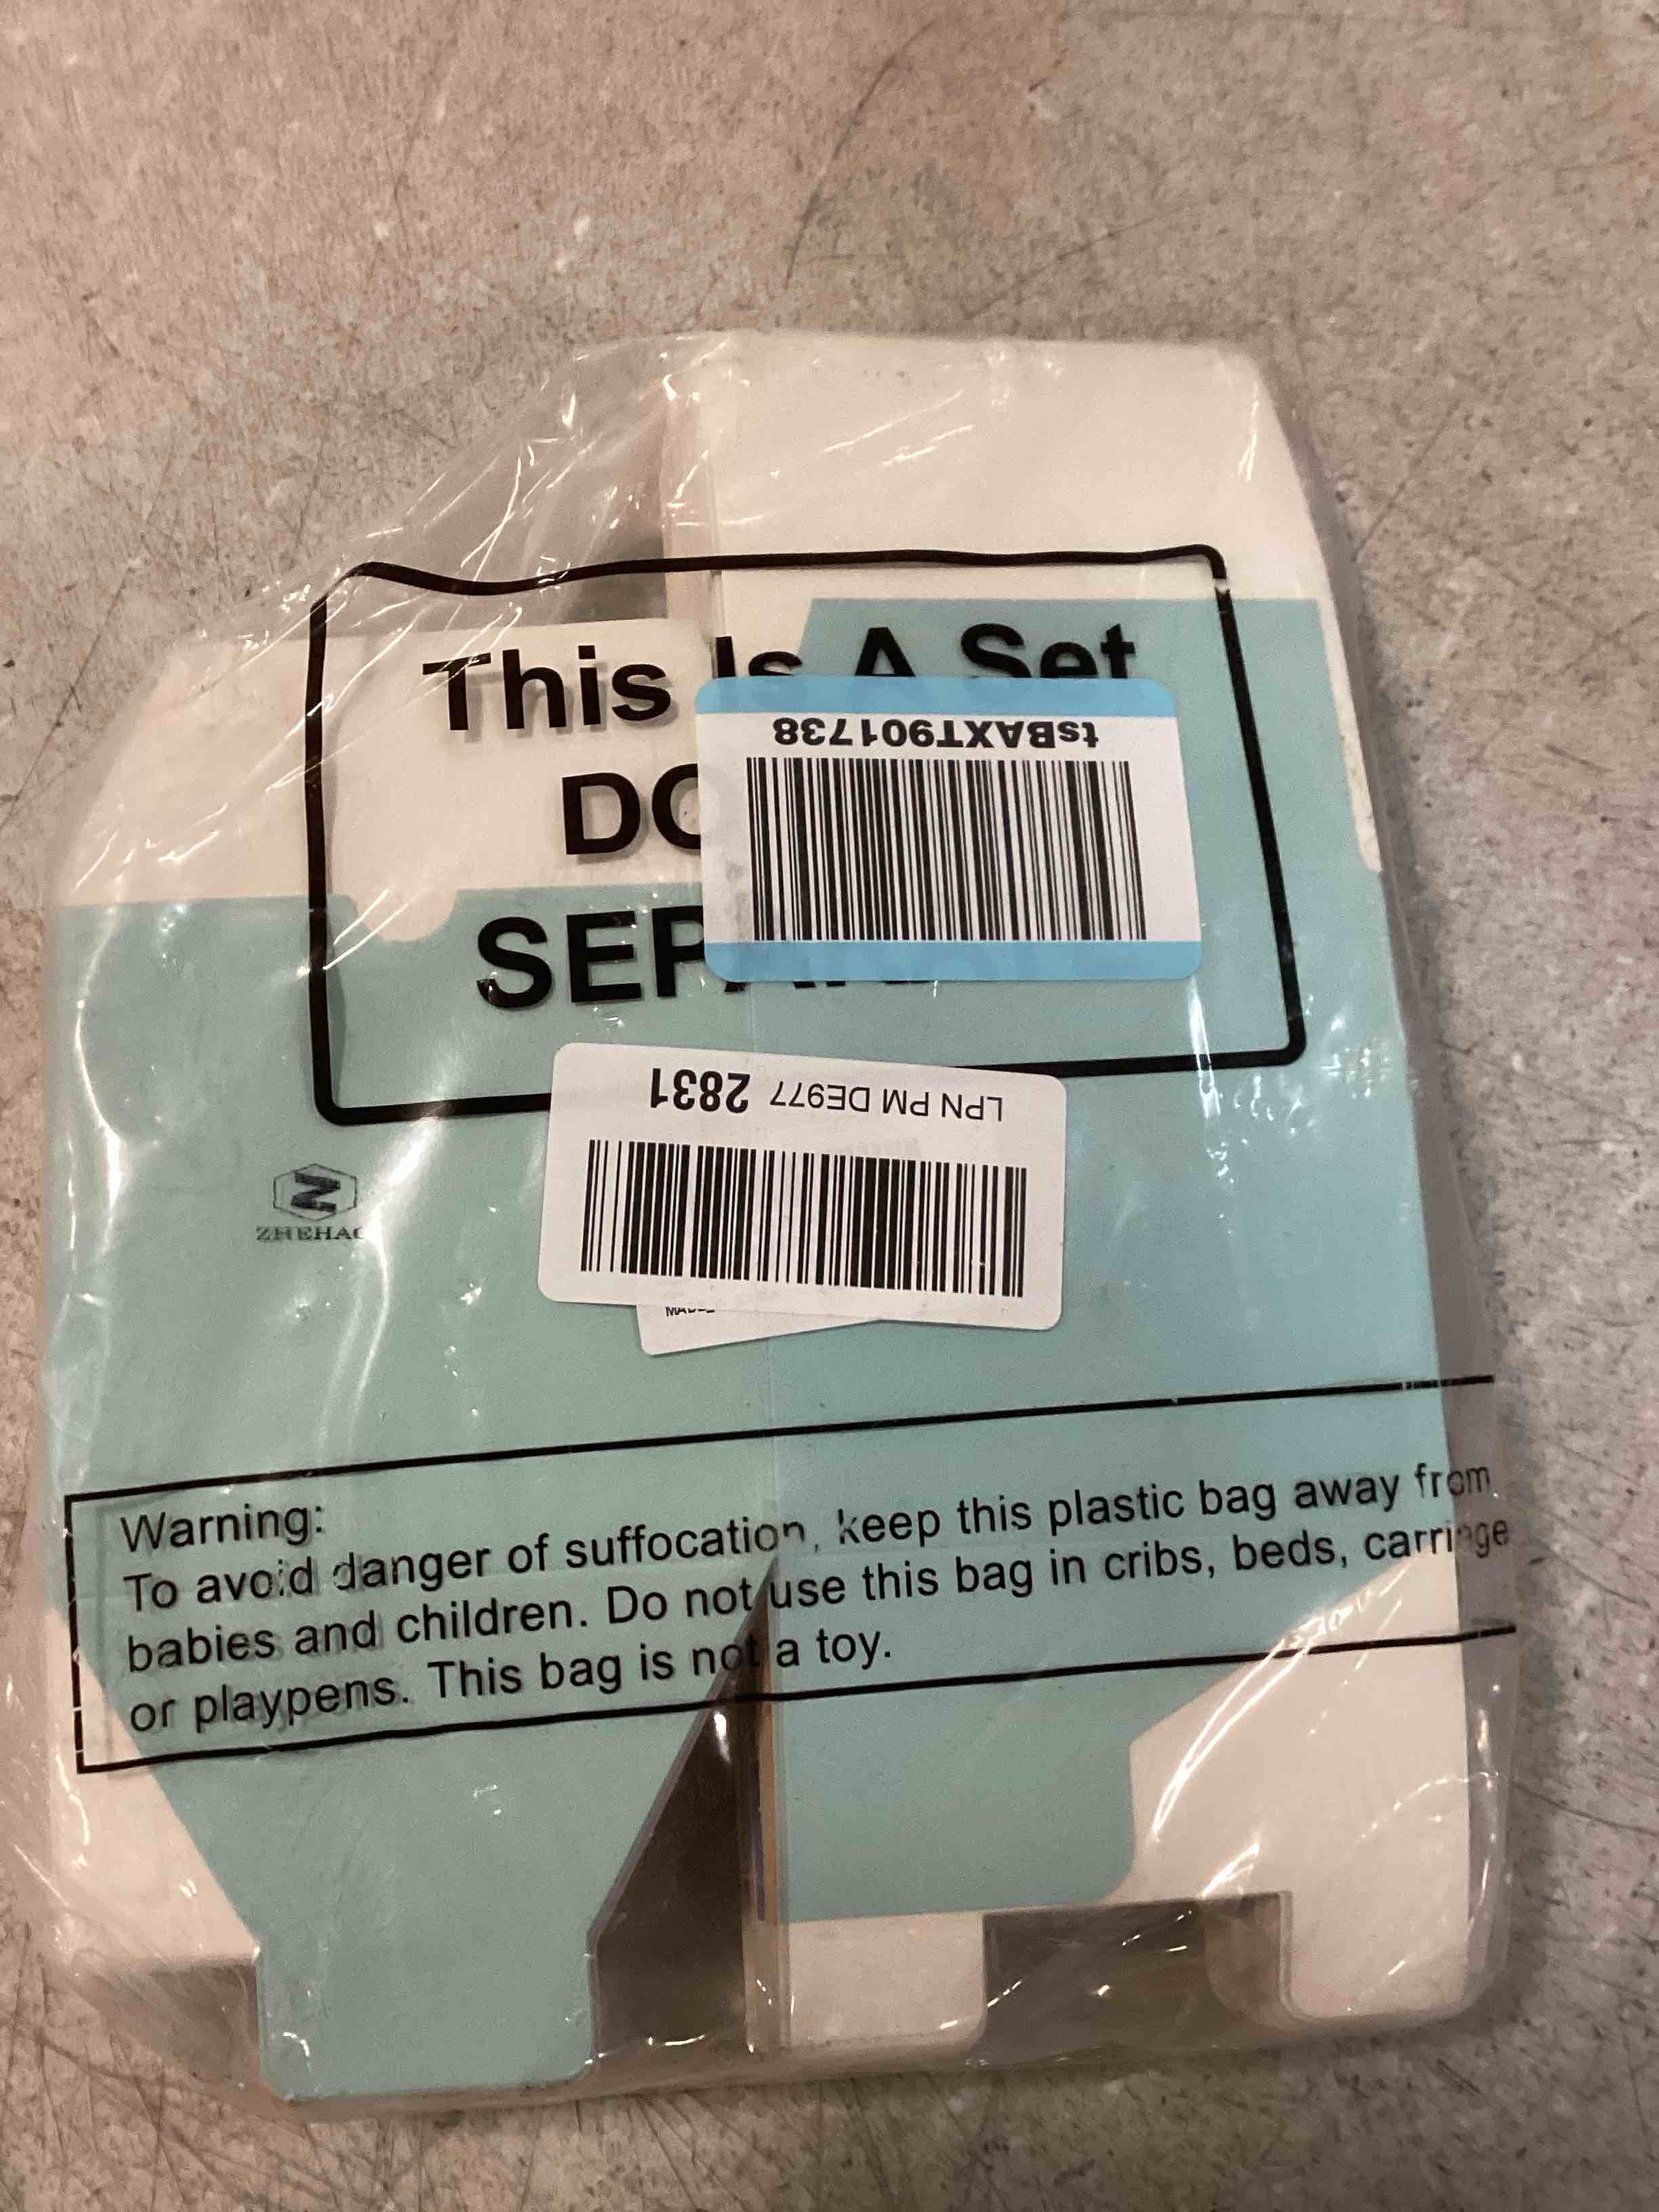 This Is A Set
DO
SEPARA
tsBAXT901738
LPN PM DE977 2831
ZHEHAO
Warning:
To avoid danger of suffocation, keep this plastic bag away from
babies and children. Do not use this bag in cribs, beds, carriage
or playpens. This bag is not a toy.